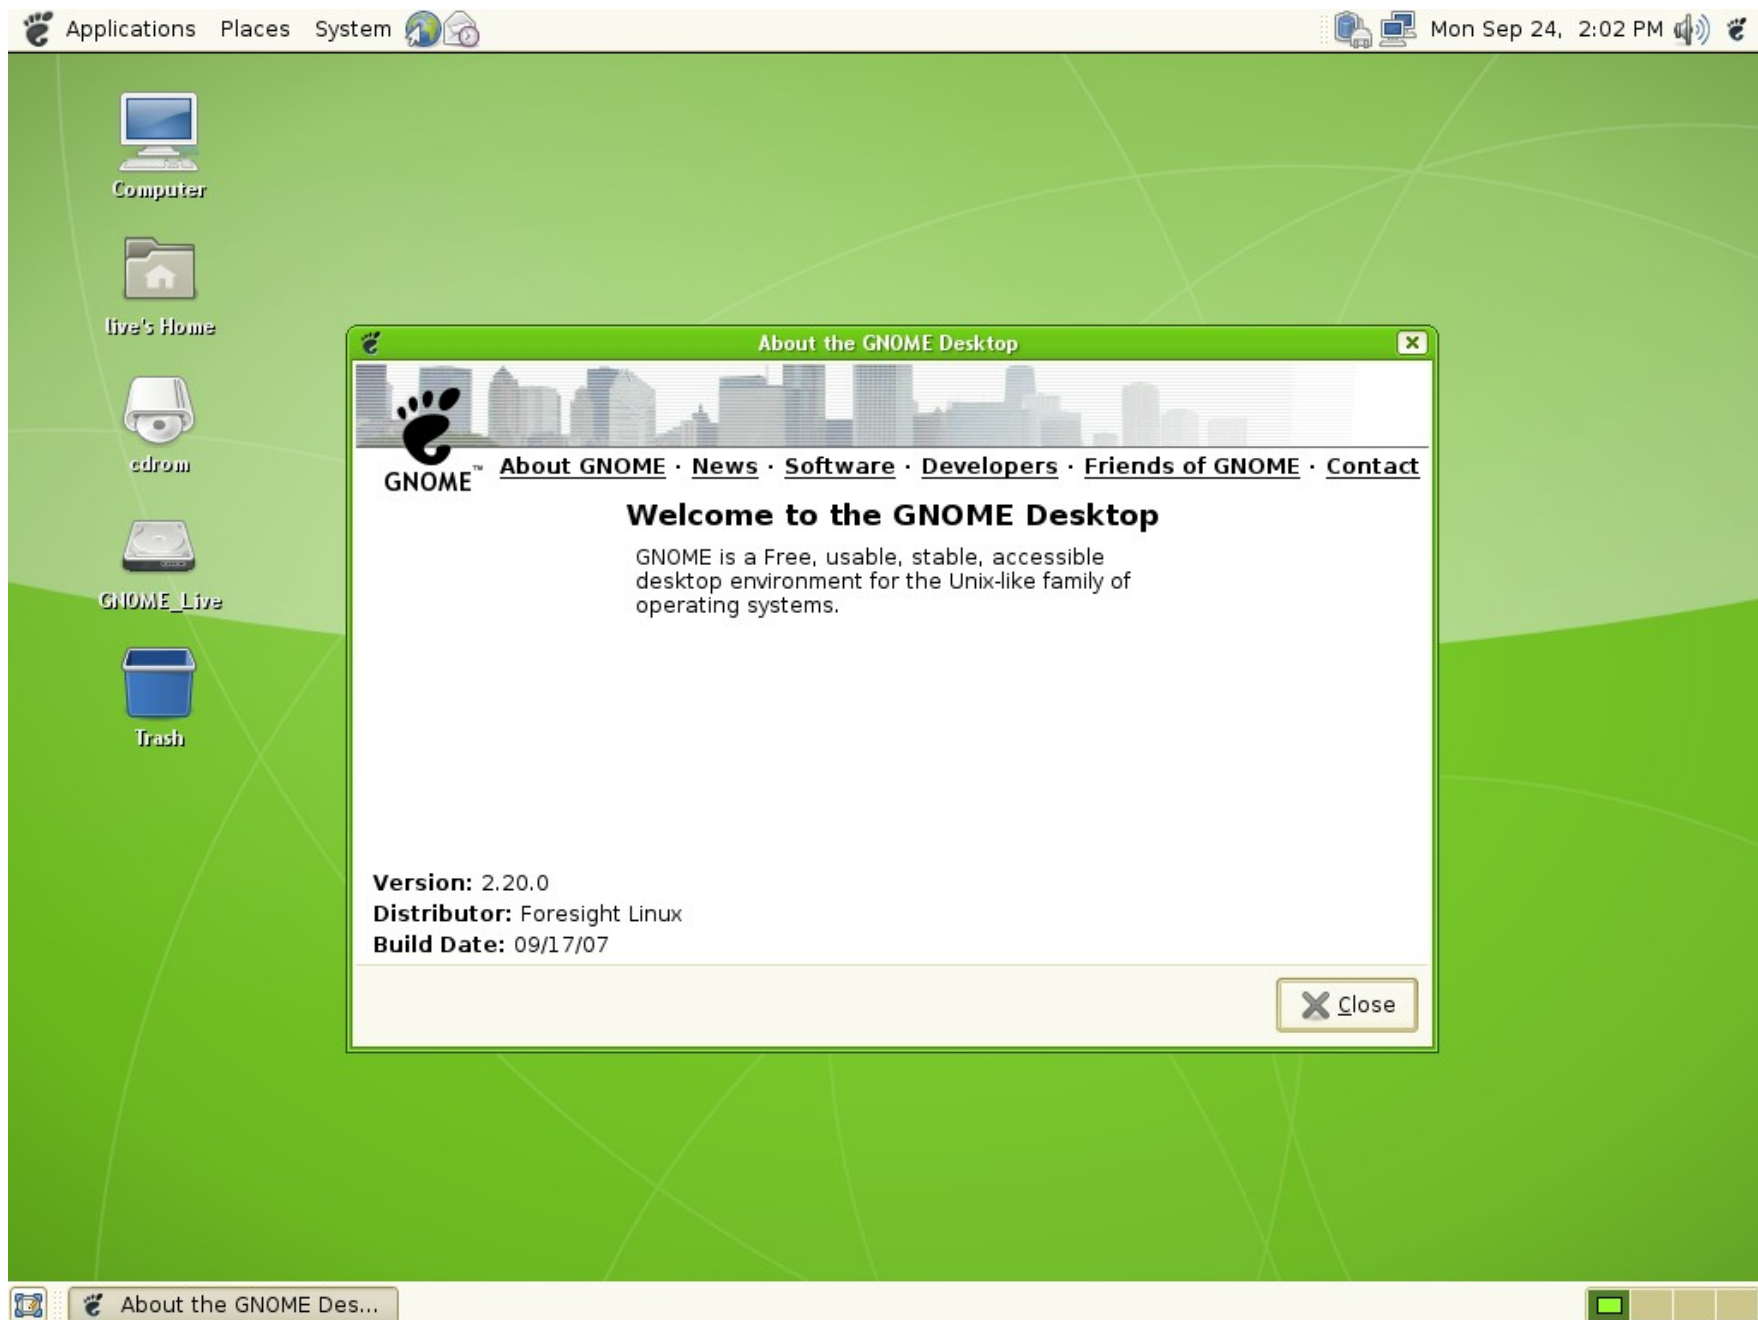 Applications Places System Mon Sep 24, 2:02 PM
Computer
live's Home
cdrom
GNOME_Live
Trash
About the GNOME Desktop
GNOME™ About GNOME · News · Software · Developers · Friends of GNOME · Contact
Welcome to the GNOME Desktop
GNOME is a Free, usable, stable, accessible
desktop environment for the Unix-like family of
operating systems.
Version: 2.20.0
Distributor: Foresight Linux
Build Date: 09/17/07
Close
About the GNOME Des...